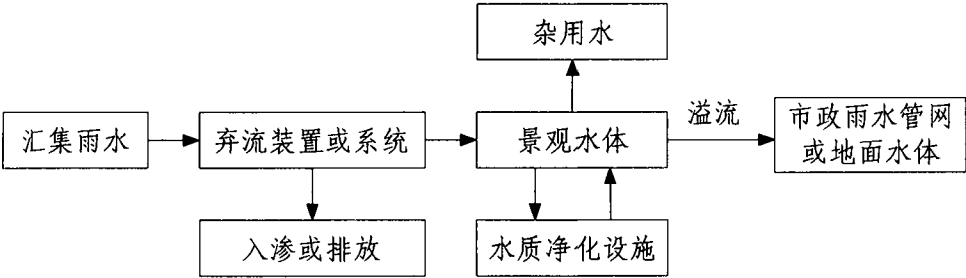 杂用水
汇集雨水
弃流装置或系统
景观水体
溢流
市政雨水管网
或地面水体
入渗或排放
水质净化设施